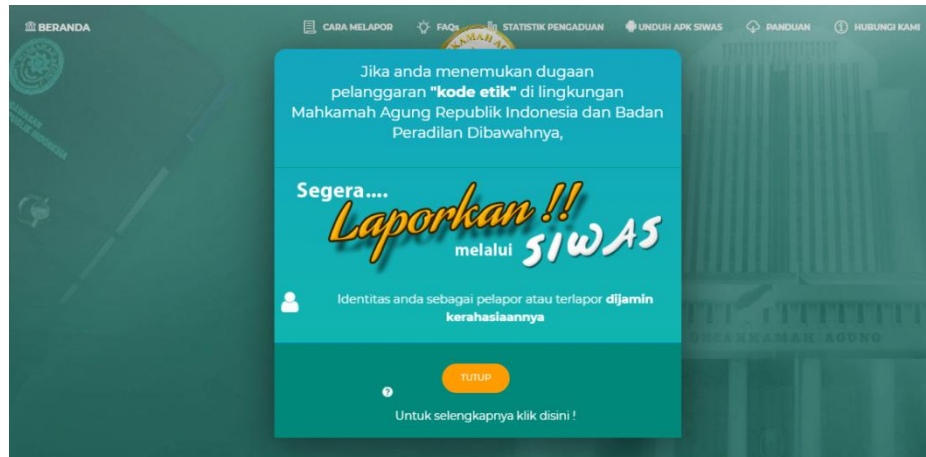 BERANDA
CARA MELAPOR
FAQs
STATISTIK PENGADUAN
UNDUH APK SIWAS
PANDUAN
HUBUNGI KAMI
Jika anda menemukan dugaan
pelanggaran "kode etik" di lingkungan
Mahkamah Agung Republik Indonesia dan Badan
Peradilan Dibawahnya,
Segera....
Laporkan !!
melalui SIWAS
Identitas anda sebagai pelapor atau terlapor dijamin
kerahasiaannya
TUTUP
Untuk selengkapnya klik disini !